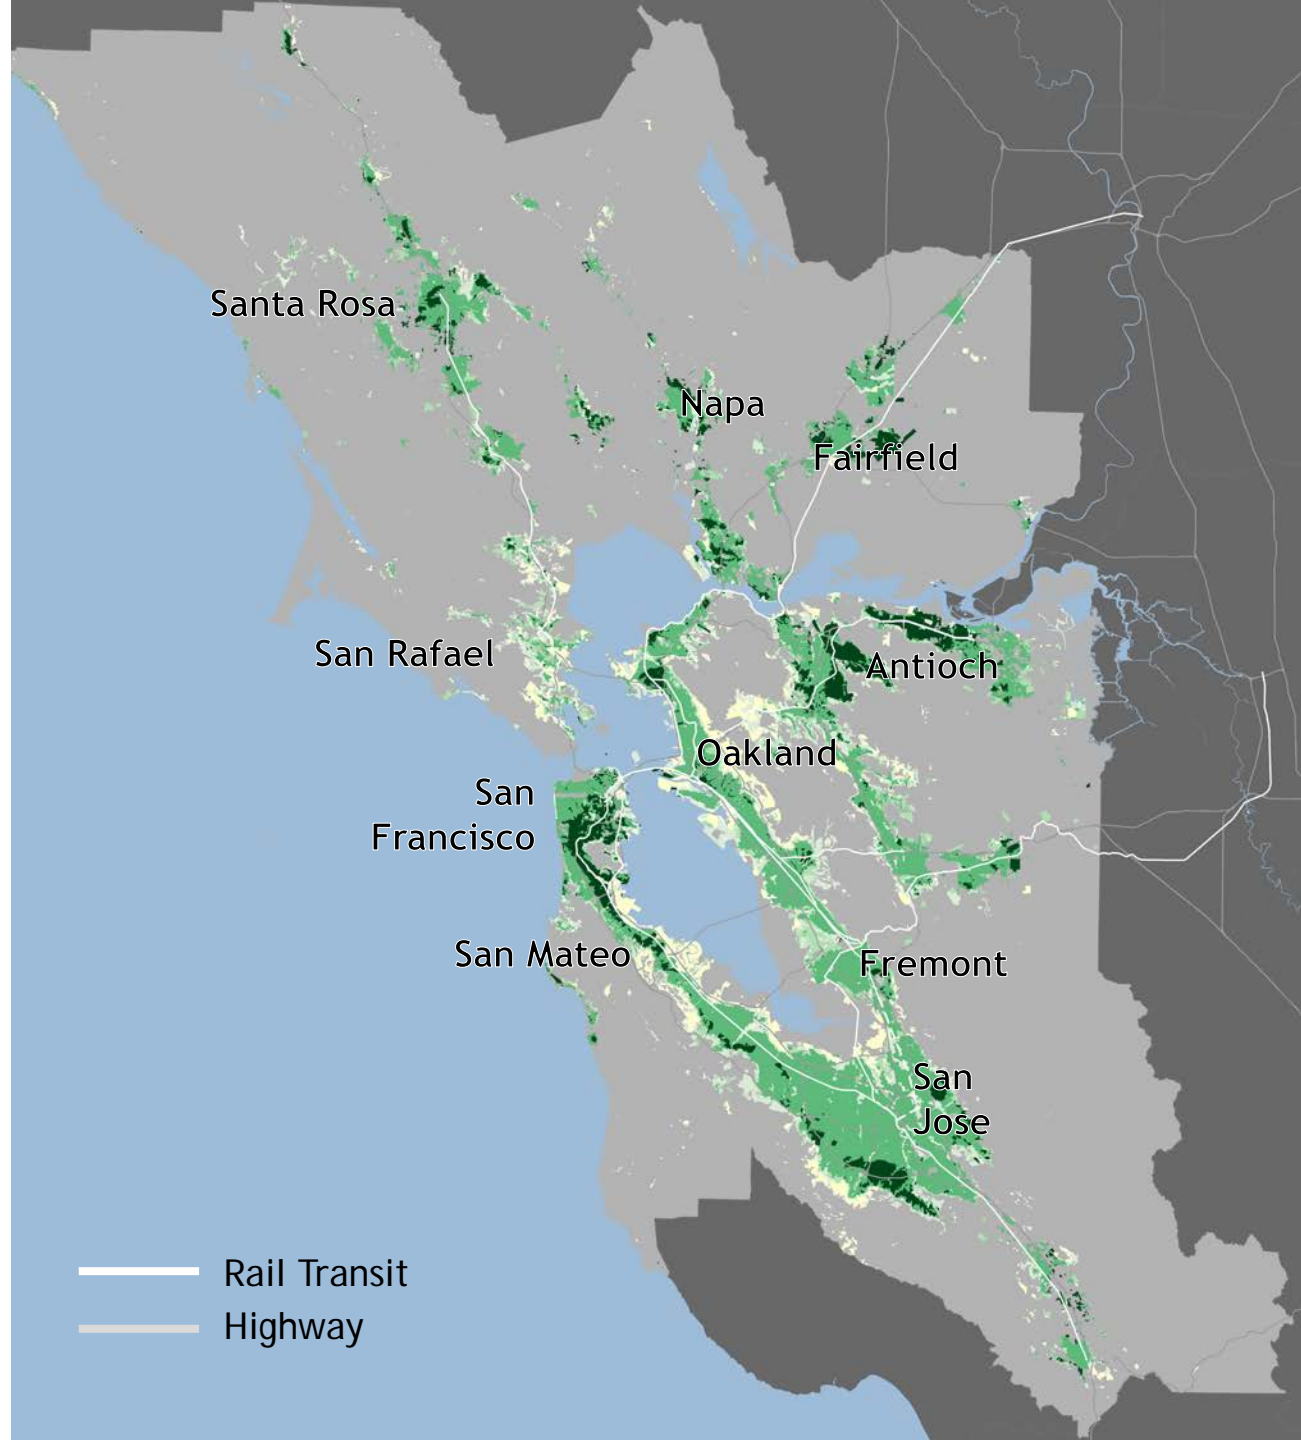 Santa Rosa
Napa
Fairfield
San Rafael
Antioch
Oakland
San
Francisco
San Mateo
Fremont
San
Jose
Rail Transit
Highway